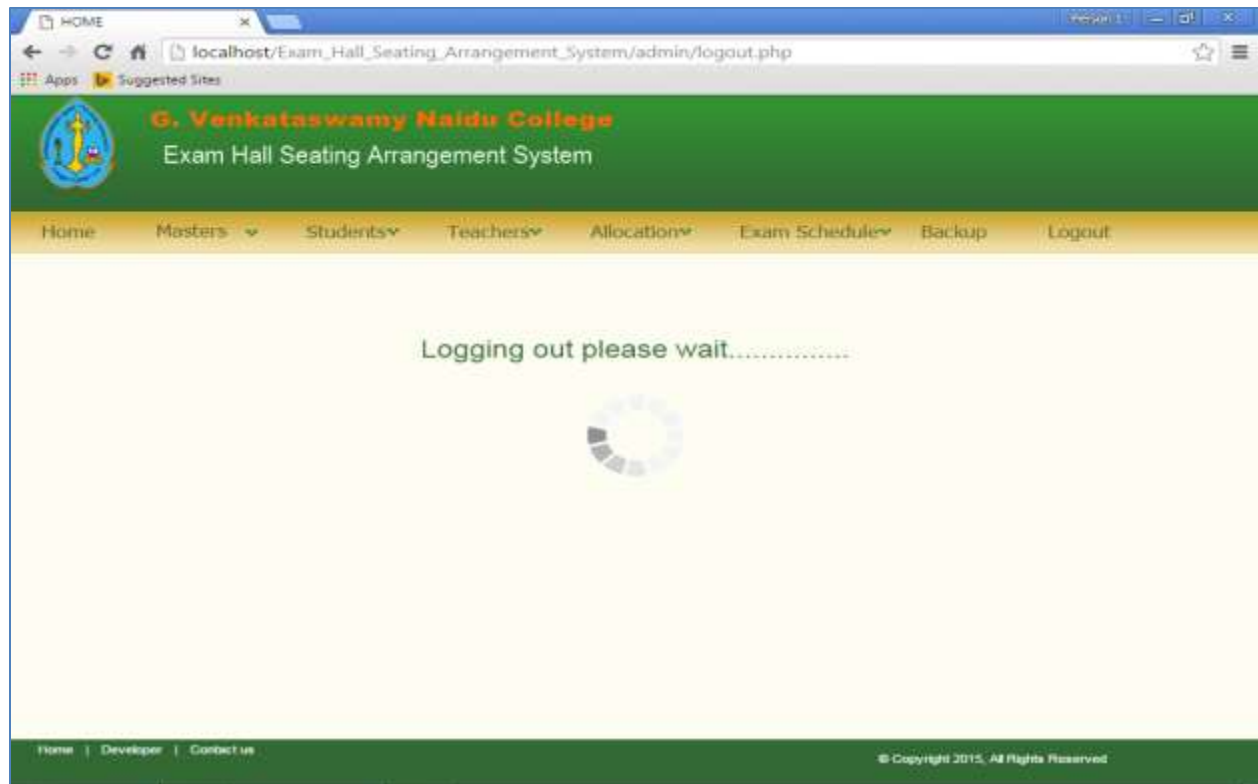 HOME
localhost/Exam_Hall_Seating_Arrangement_System/admin/logout.php
Apps Suggested Sites
G. Venkataswamy Naidu College
Exam Hall Seating Arrangement System
Home Masters Students Teachers Allocation Exam Schedule Backup Logout
Logging out please wait...............
Home | Developer | Contact us
© Copyright 2015, All Rights Reserved